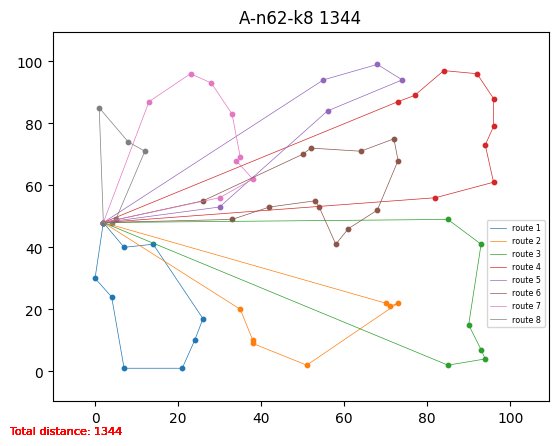 A-n62-k8 1344
100
80
60
40
20
0
route 1
route 2
route 3
route 4
route 5
route 6
route 7
route 8
0 20 40 60 80 100
Total distance: 1344